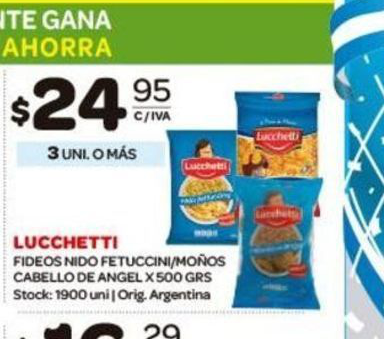 NTE GANA
AHORRA
$24 95
C/IVA
3 UNI. O MÁS
Lucchetti
Lucchetti
Lucchetti
LUCCHETTI
FIDEOS NIDO FETUCCINI/MOÑOS
CABELLO DE ANGEL X 500 GRS
Stock: 1900 uni | Orig. Argentina
29